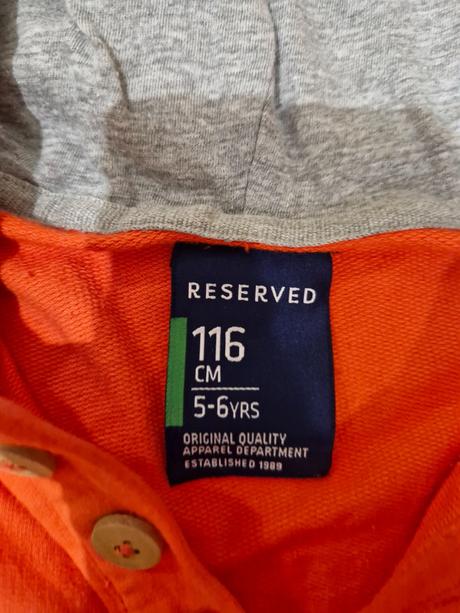 RESERVED
116
CM
5-6YRS
ORIGINAL QUALITY
APPAREL DEPARTMENT
ESTABLISHED 1989